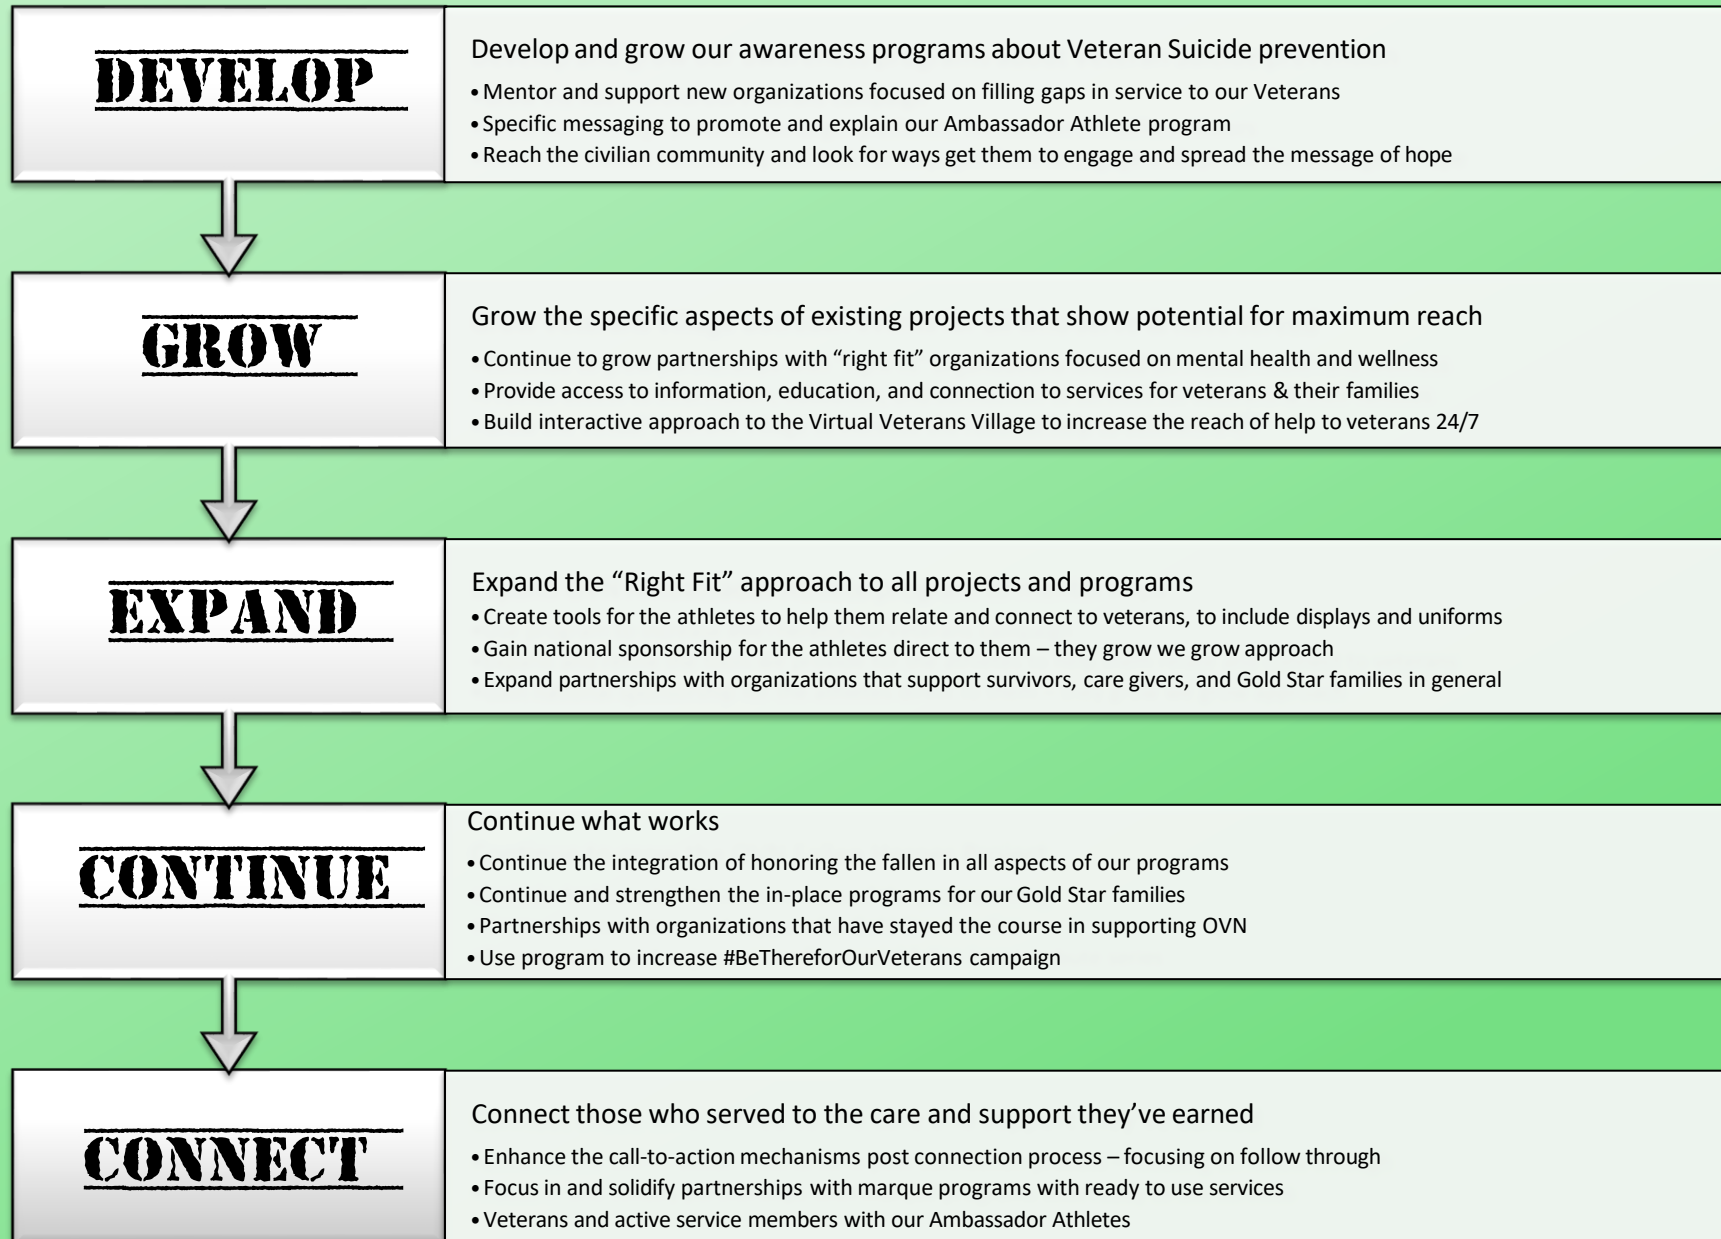 DEVELOP
Develop and grow our awareness programs about Veteran Suicide prevention
• Mentor and support new organizations focused on filling gaps in service to our Veterans
• Specific messaging to promote and explain our Ambassador Athlete program
• Reach the civilian community and look for ways get them to engage and spread the message of hope
GROW
Grow the specific aspects of existing projects that show potential for maximum reach
• Continue to grow partnerships with “right fit” organizations focused on mental health and wellness
• Provide access to information, education, and connection to services for veterans & their families
• Build interactive approach to the Virtual Veterans Village to increase the reach of help to veterans 24/7
EXPAND
Expand the “Right Fit” approach to all projects and programs
• Create tools for the athletes to help them relate and connect to veterans, to include displays and uniforms
• Gain national sponsorship for the athletes direct to them – they grow we grow approach
• Expand partnerships with organizations that support survivors, care givers, and Gold Star families in general
CONTINUE
Continue what works
• Continue the integration of honoring the fallen in all aspects of our programs
• Continue and strengthen the in-place programs for our Gold Star families
• Partnerships with organizations that have stayed the course in supporting OVN
• Use program to increase #BeThereforOurVeterans campaign
CONNECT
Connect those who served to the care and support they’ve earned
• Enhance the call-to-action mechanisms post connection process – focusing on follow through
• Focus in and solidify partnerships with marque programs with ready to use services
• Veterans and active service members with our Ambassador Athletes